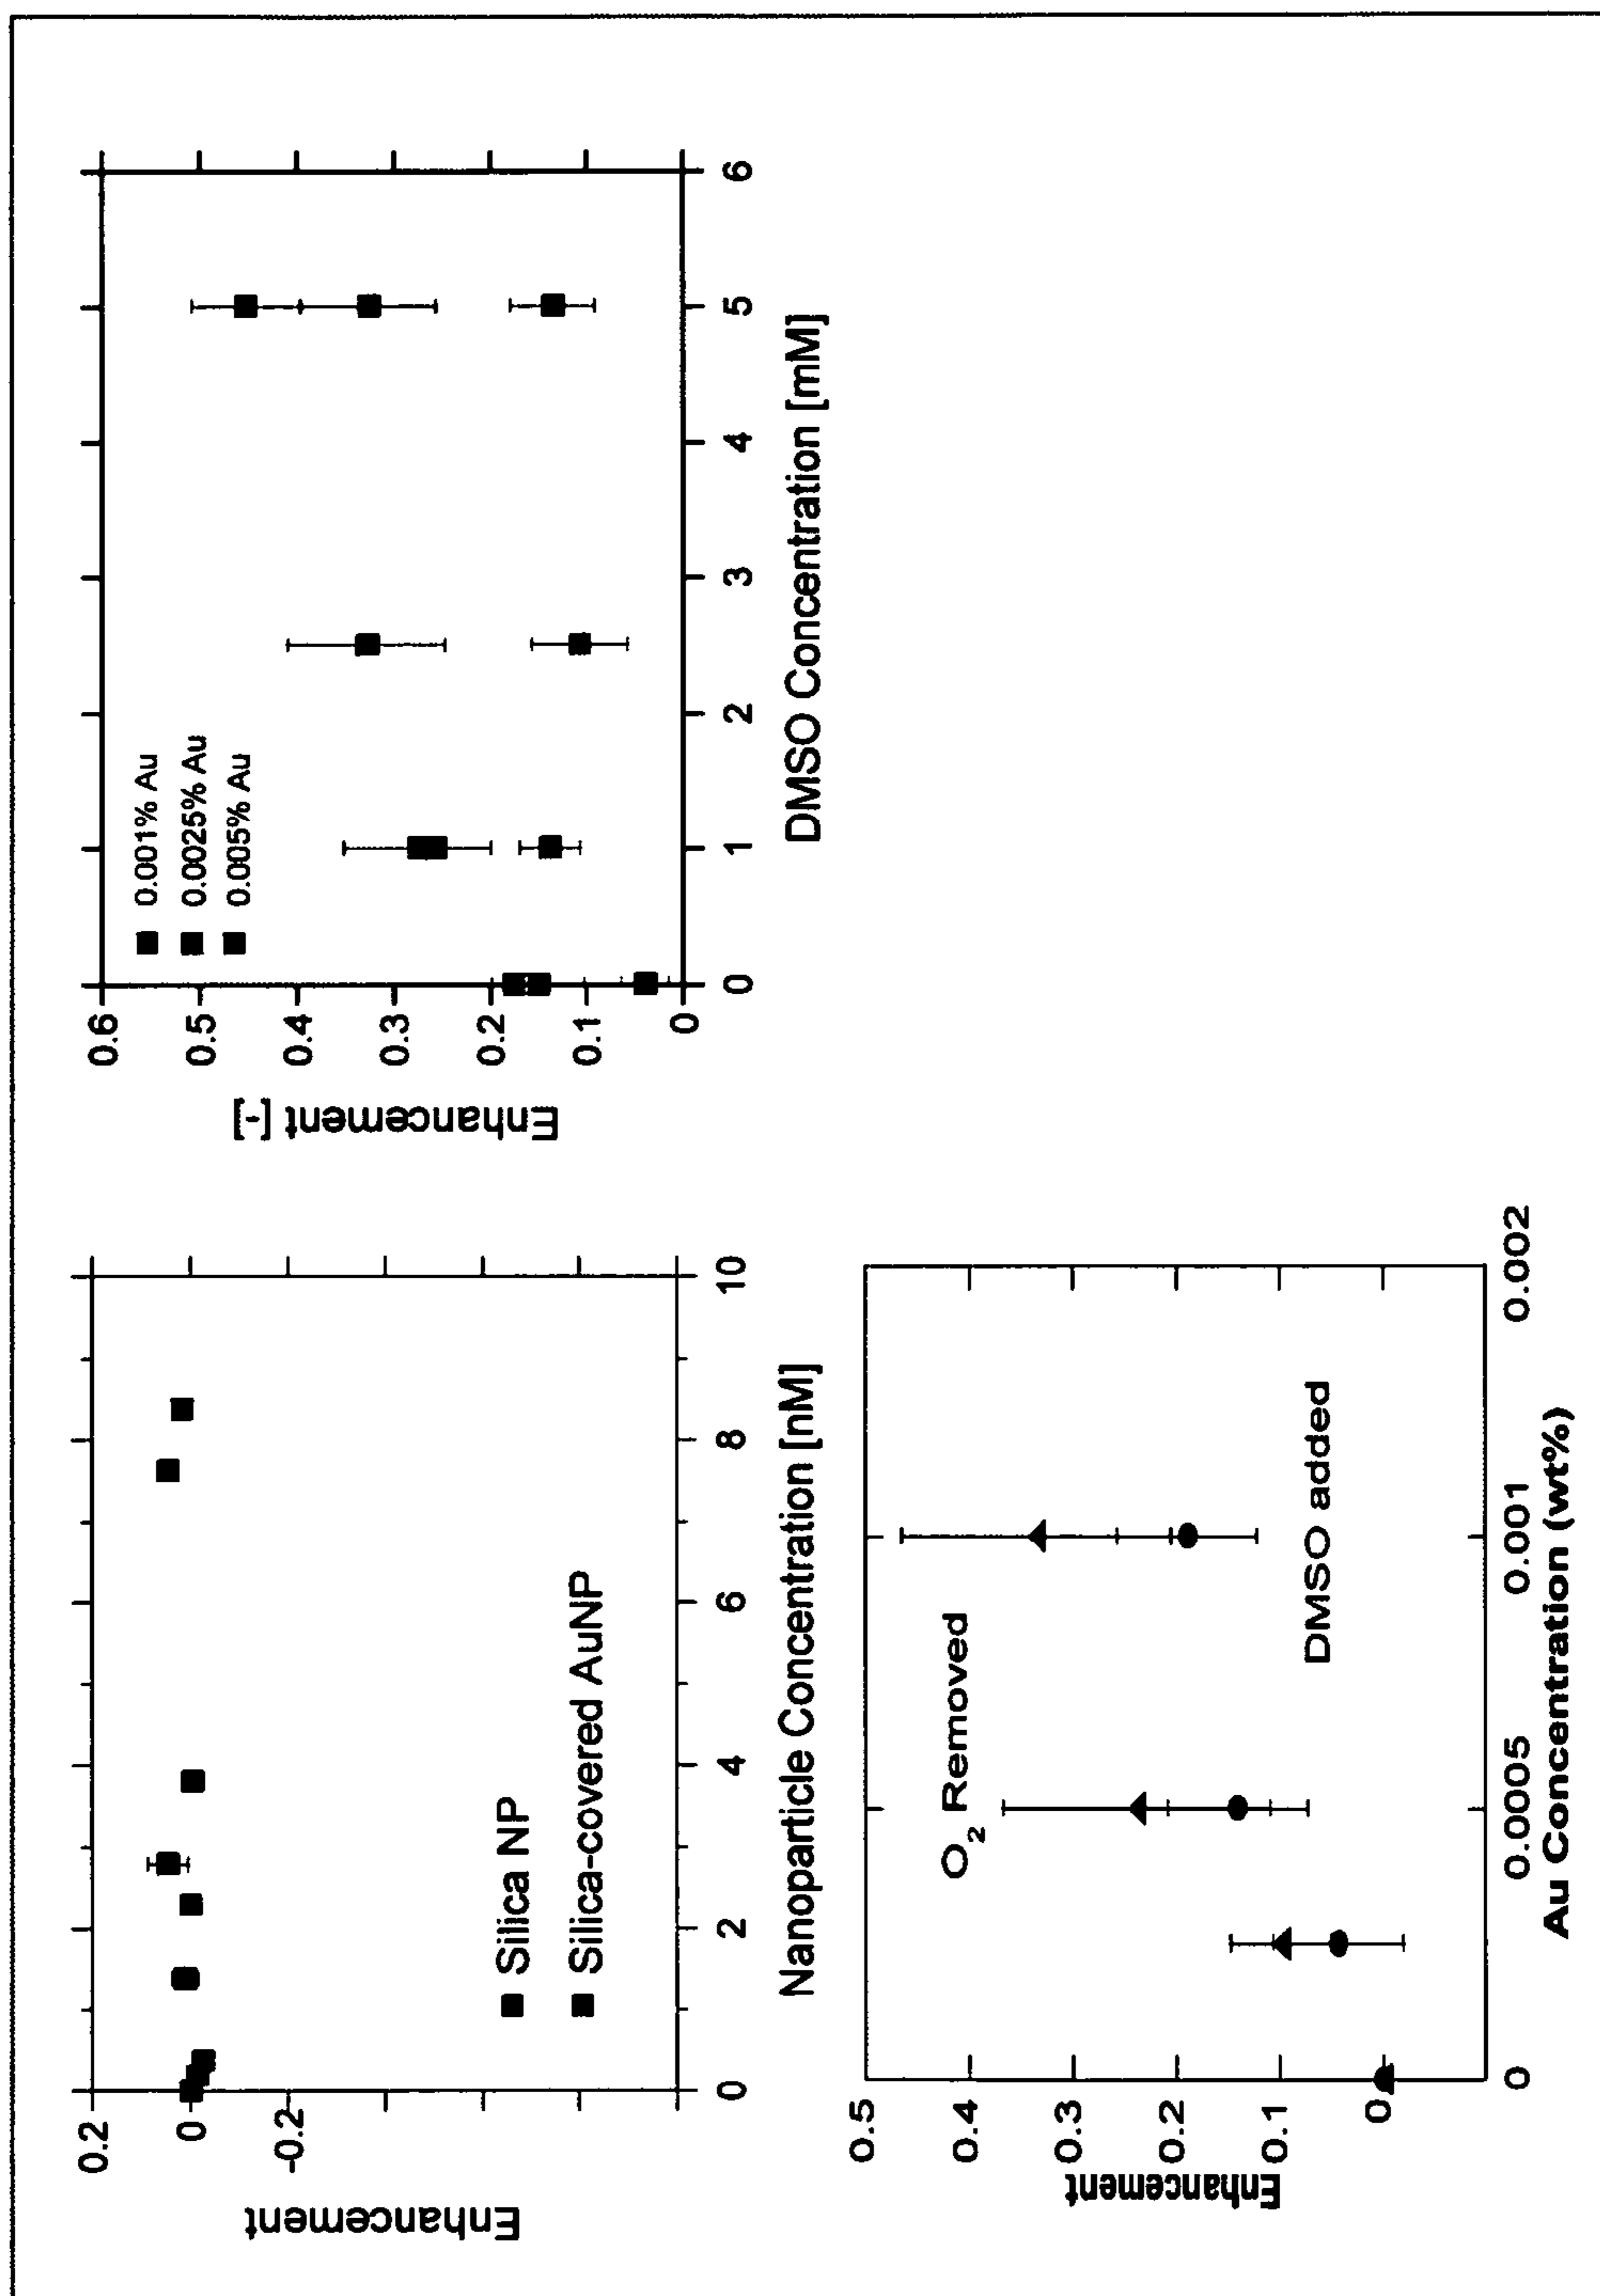 Enhancement
0.2
0
-0.2
0
2
4
6
8
10
Silica NP
Silica-covered AuNP
Nanoparticle Concentration [nM]
Enhancement [-]
0.6
0.5
0.4
0.3
0.2
0.1
0
0.001% Au
0.0025% Au
0.005% Au
0
1
2
3
4
5
6
DMSO Concentration [mM]
Enhancement
0.5
0.4
0.3
0.2
0.1
0
O₂ Removed
DMSO added
0
0.0005
0.001
0.002
Au Concentration (wt%)